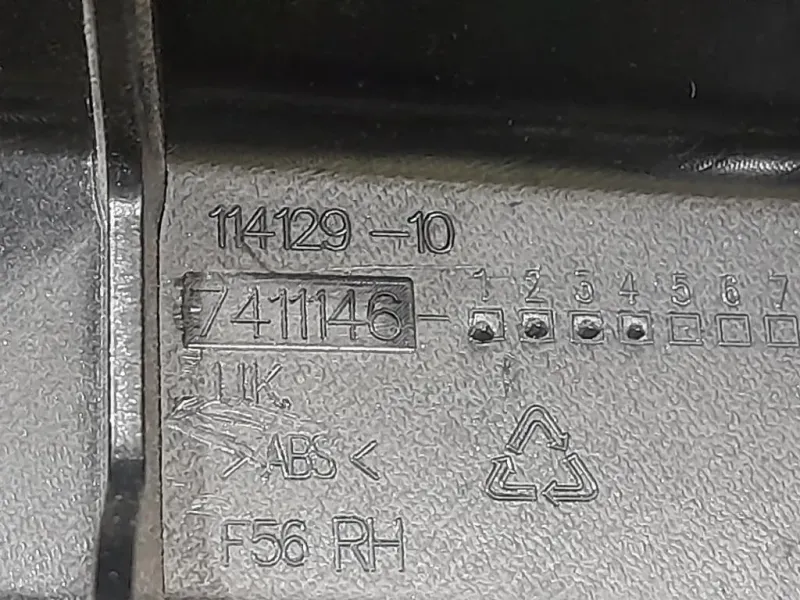 114129-10
7411146- 1 2 3 4 5 6 7
UK
>ABS<
F56 RH